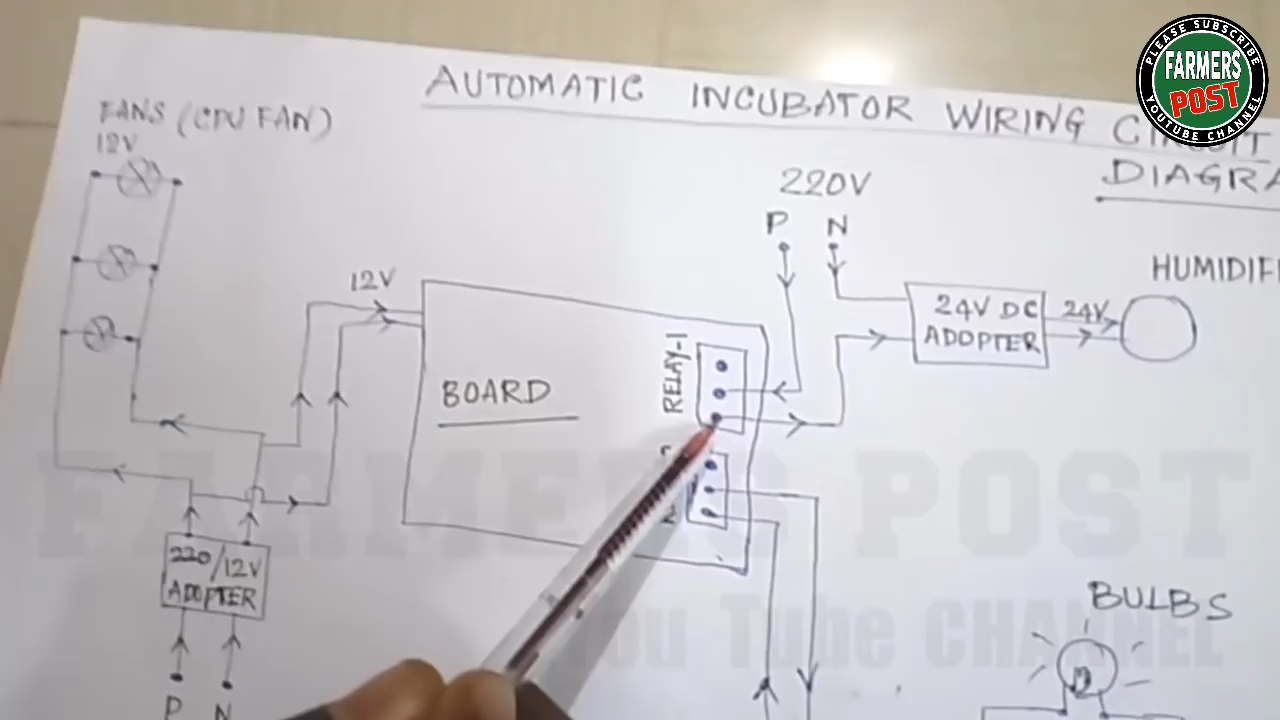 AUTOMATIC INCUBATOR WIRING CIRCUIT
DIAGRA
FANS (CPU FAN)
12V
220V
P N
HUMIDIFI
12V
24V DC
ADOPTER
24V
RELAY-1
BOARD
220/12V
ADOPTER
P N
BULBS
PLEASE SUBSCRIBE
FARMERS
POST
YOUTUBE CHANNEL
FARMERS POST
You Tube CHANNEL